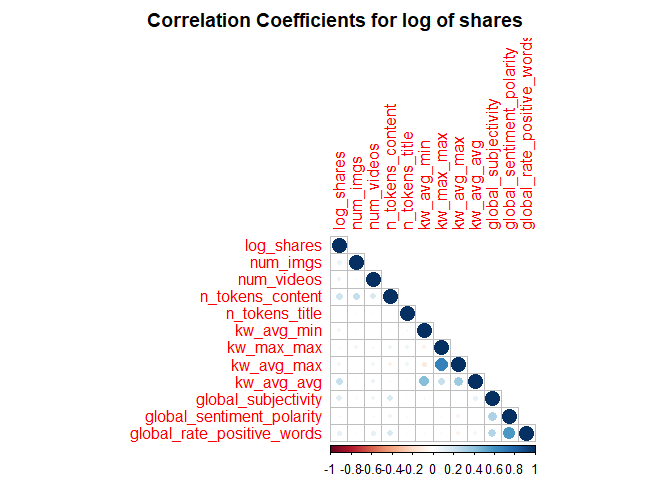 Correlation Coefficients for log of shares
log_shares
num_imgs
num_videos
n_tokens_content
n_tokens_title
kw_avg_min
kw_max_max
kw_avg_max
kw_avg_avg
global_subjectivity
global_sentiment_polarity
global_rate_positive_words
log_shares
num_imgs
num_videos
n_tokens_content
n_tokens_title
kw_avg_min
kw_max_max
kw_avg_max
kw_avg_avg
global_subjectivity
global_sentiment_polarity
global_rate_positive_words
-1 -0.8 -0.6 -0.4 -0.2 0 0.2 0.4 0.6 0.8 1